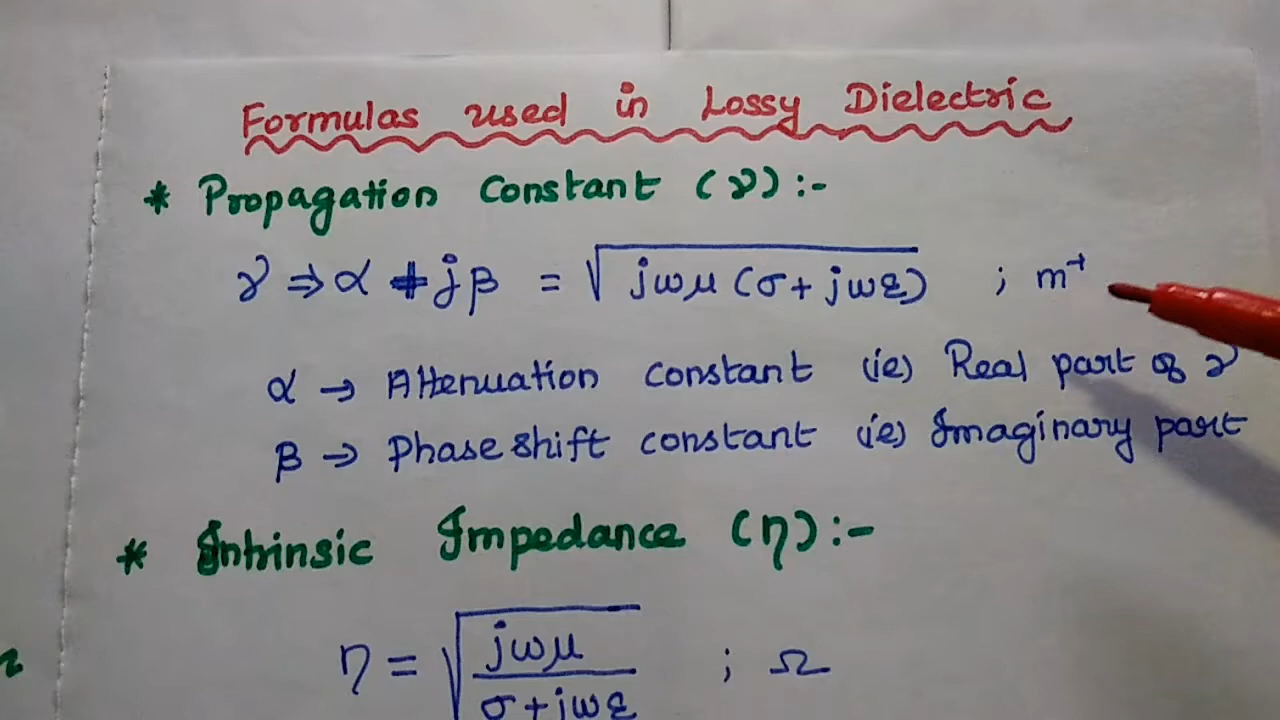 Formulas used in Lossy Dielectric
* Propagation Constant (γ):-
γ ⇒ α + jβ = √jωμ(σ+jωε) ; m⁻¹
α → Attenuation constant (ie) Real part of γ
β → Phase shift constant (ie) Imaginary part
* Intrinsic Impedance (η):-
η = √jωμ/σ+jωε ; Ω